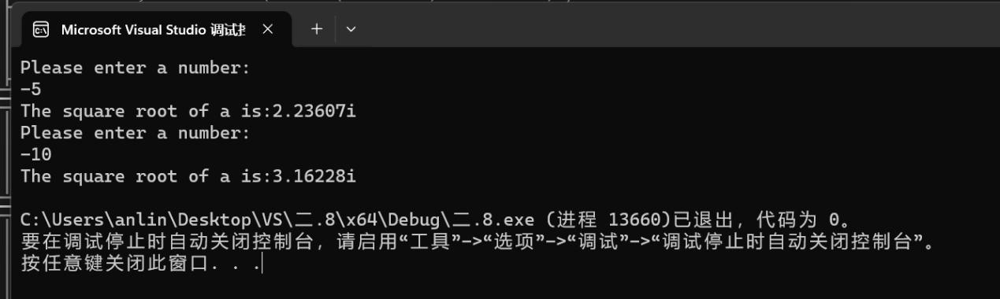 Microsoft Visual Studio 调试
Please enter a number:
-5
The square root of a is:2.23607i
Please enter a number:
-10
The square root of a is:3.16228i
C:\Users\anlin\Desktop\VS\二.8\x64\Debug\二.8.exe (进程 13660)已退出，代码为 0。
要在调试停止时自动关闭控制台，请启用“工具”->“选项”->“调试”->“调试停止时自动关闭控制台”。
按任意键关闭此窗口. . .